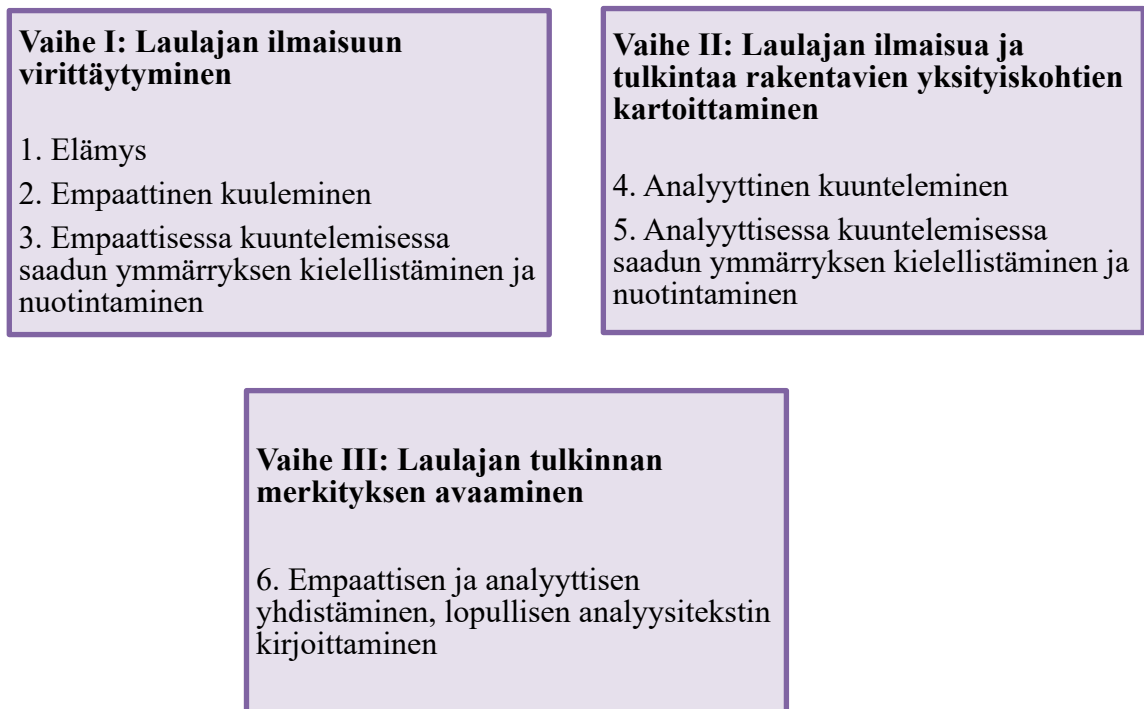 Vaihe I: Laulajan ilmaisuun
virittäytyminen
1. Elämys
2. Empaattinen kuuleminen
3. Empaattisessa kuuntelemisessa
saadun ymmärryksen kielellistäminen ja
nuotintaminen
Vaihe II: Laulajan ilmaisua ja
tulkintaa rakentavien yksityiskohtien
kartoittaminen
4. Analyyttinen kuunteleminen
5. Analyyttisessa kuuntelemisessa
saadun ymmärryksen kielellistäminen ja
nuotintaminen
Vaihe III: Laulajan tulkinnan
merkityksen avaaminen
6. Empaattisen ja analyyttisen
yhdistäminen, lopullisen analyysitekstin
kirjoittaminen